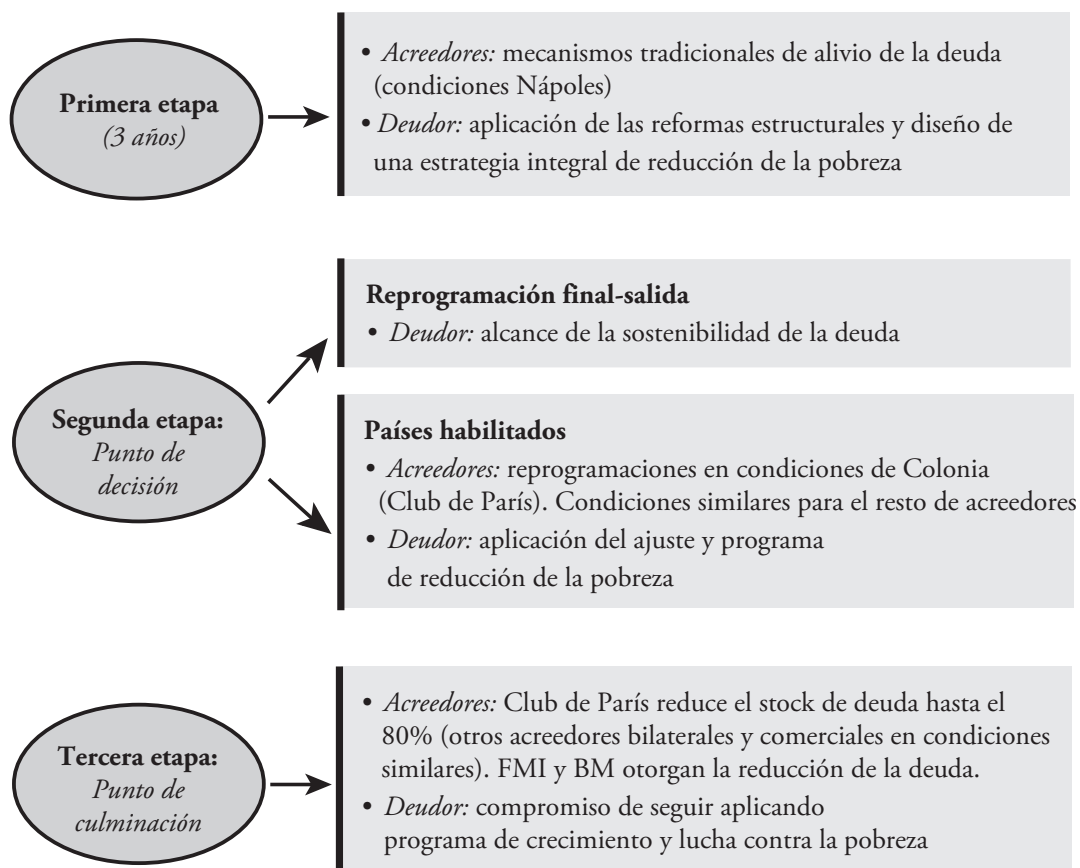 Primera etapa
(3 años)
• Acreedores: mecanismos tradicionales de alivio de la deuda
(condiciones Nápoles)
• Deudor: aplicación de las reformas estructurales y diseño de
una estrategia integral de reducción de la pobreza
Segunda etapa:
Punto de
decisión
Reprogramación final-salida
• Deudor: alcance de la sostenibilidad de la deuda
Países habilitados
• Acreedores: reprogramaciones en condiciones de Colonia
(Club de París). Condiciones similares para el resto de acreedores
• Deudor: aplicación del ajuste y programa
de reducción de la pobreza
Tercera etapa:
Punto de
culminación
• Acreedores: Club de París reduce el stock de deuda hasta el
80% (otros acreedores bilaterales y comerciales en condiciones
similares). FMI y BM otorgan la reducción de la deuda.
• Deudor: compromiso de seguir aplicando
programa de crecimiento y lucha contra la pobreza